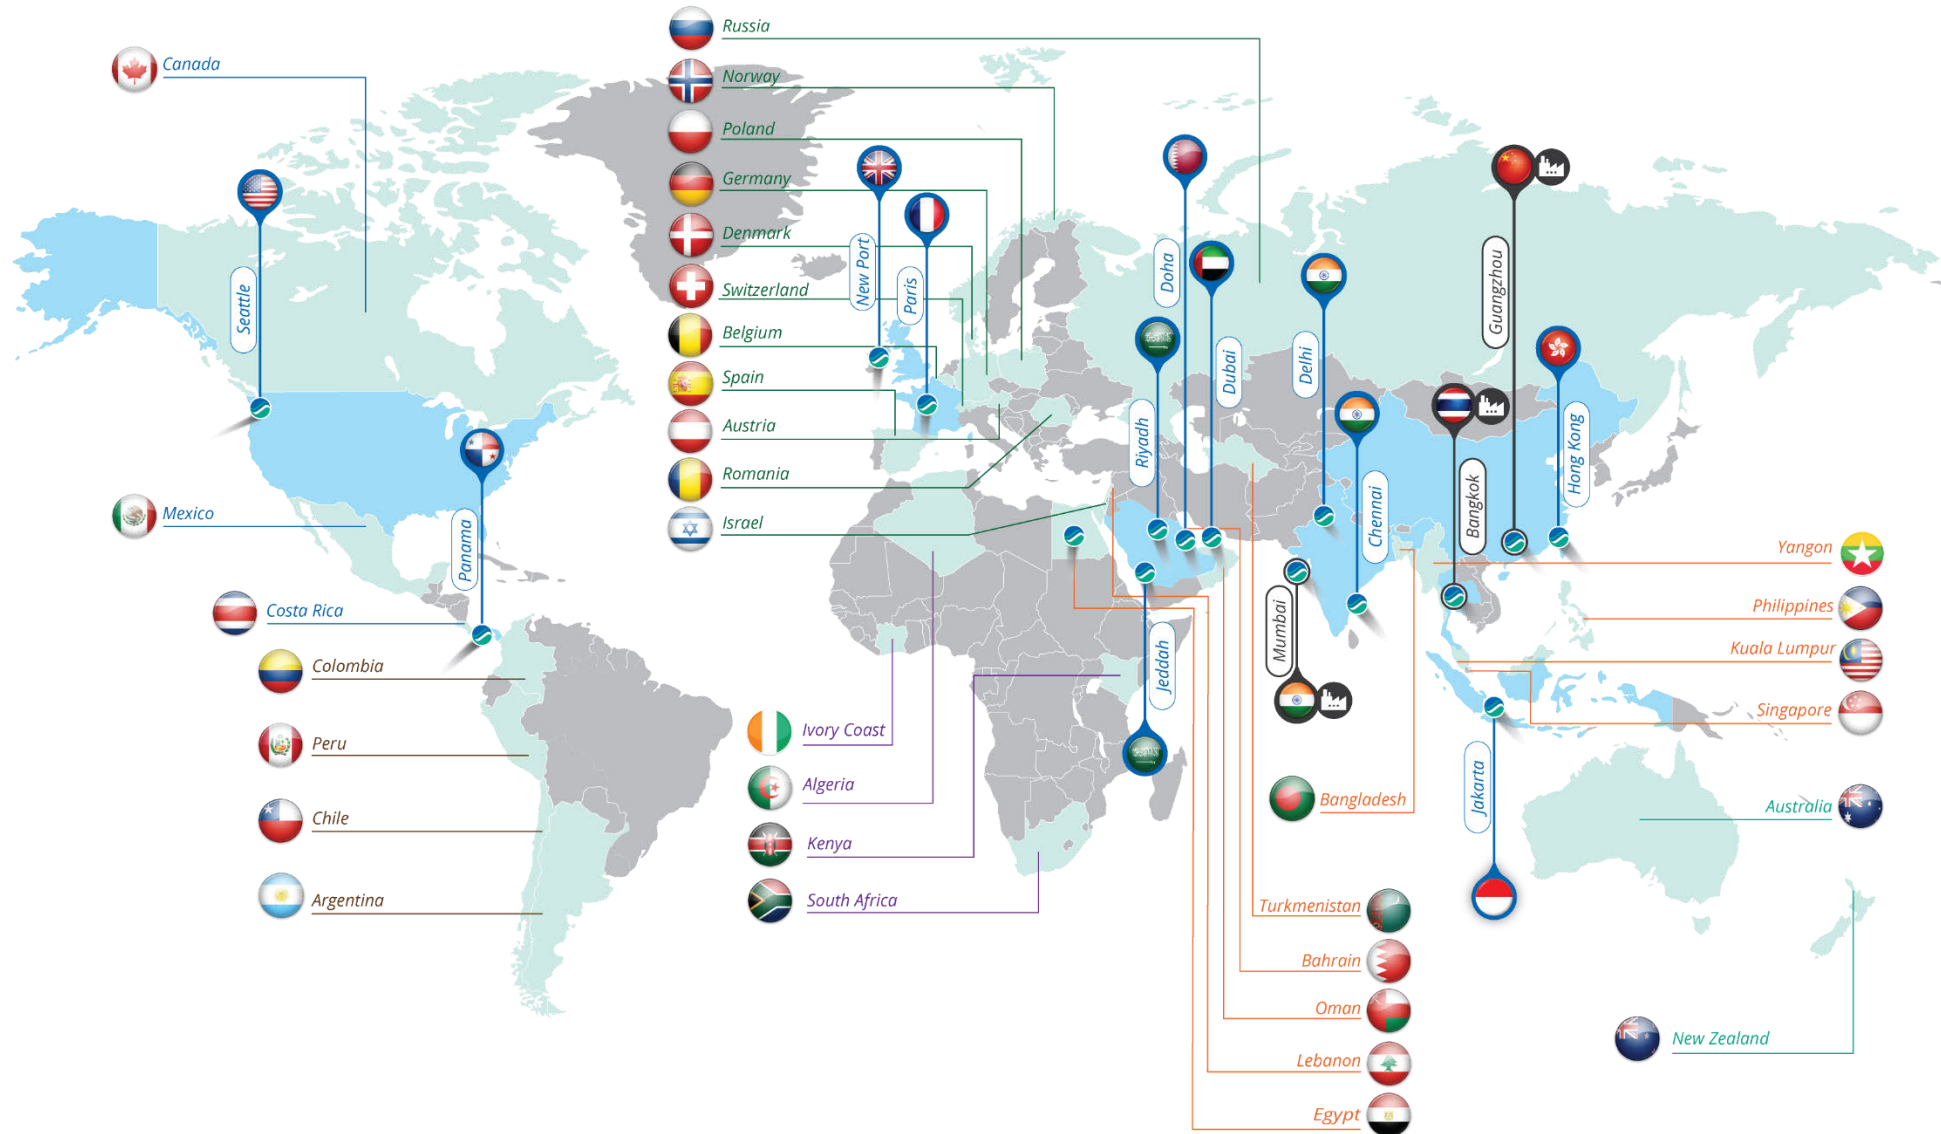 Russia
Canada
Norway
Poland
Germany
Denmark
Switzerland
Belgium
Spain
Austria
Romania
Israel
Seattle
New Port
Paris
Doha
Dubai
Riyadh
Delhi
Chennai
Guangzhou
Bangkok
Hong Kong
Mexico
Panama
Costa Rica
Colombia
Peru
Chile
Argentina
Ivory Coast
Algeria
Kenya
South Africa
Jeddah
Mumbai
Jakarta
Yangon
Philippines
Kuala Lumpur
Singapore
Bangladesh
Australia
Turkmenistan
Bahrain
Oman
Lebanon
Egypt
New Zealand